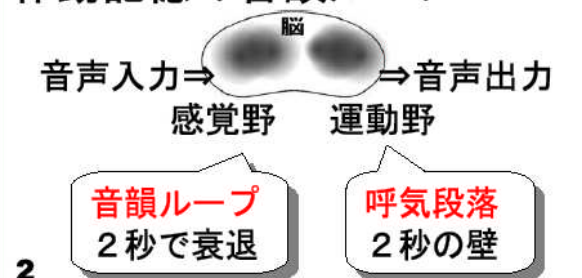 脳
音声入力⇒ ⇒音声出力
感覚野 運動野
音韻ループ 呼気段落
２秒で衰退 ２秒の壁
2